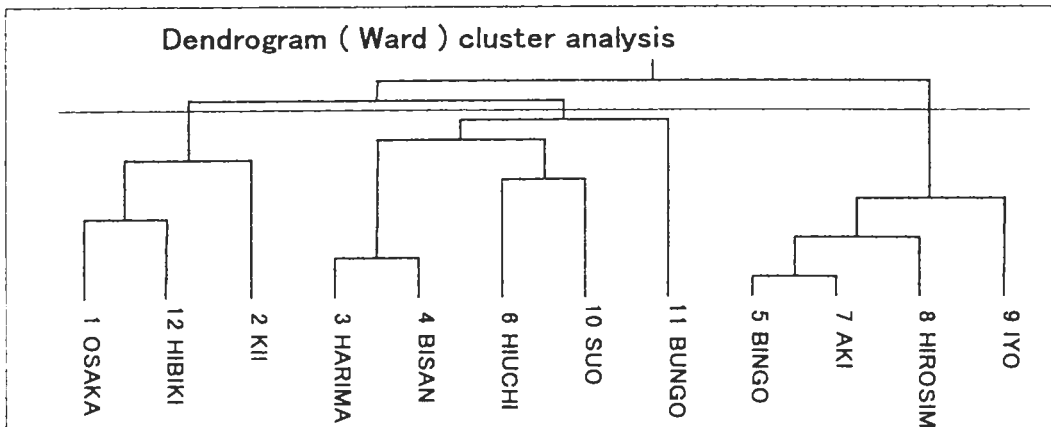 Dendrogram ( Ward ) cluster analysis
1 OSAKA
12 HIBIKI
2 KII
3 HARIMA
4 BISAN
6 HIUCHI
10 SUO
11 BUNGO
5 BINGO
7 AKI
8 HIROSIM
9 IYO